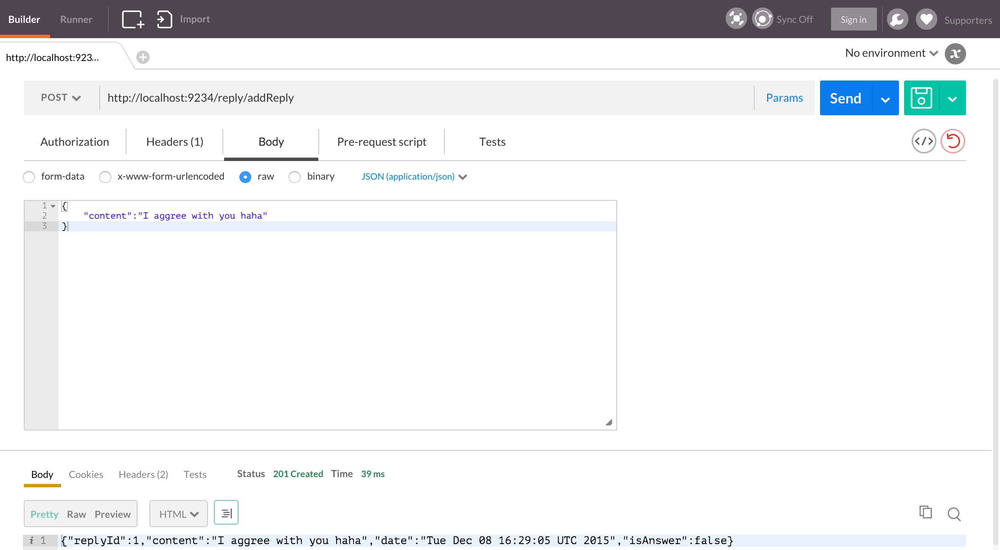 Builder Runner Import Sync Off Sign in Supporters
http://localhost:923... No environment
POST http://localhost:9234/reply/addReply Params Send
Authorization Headers (1) Body Pre-request script Tests
form-data x-www-form-urlencoded raw binary JSON (application/json)
1 {
2 "content":"I aggree with you haha"
3 }
Body Cookies Headers (2) Tests Status 201 Created Time 39 ms
Pretty Raw Preview HTML
i 1 {"replyId":1,"content":"I aggree with you haha","date":"Tue Dec 08 16:29:05 UTC 2015","isAnswer":false}